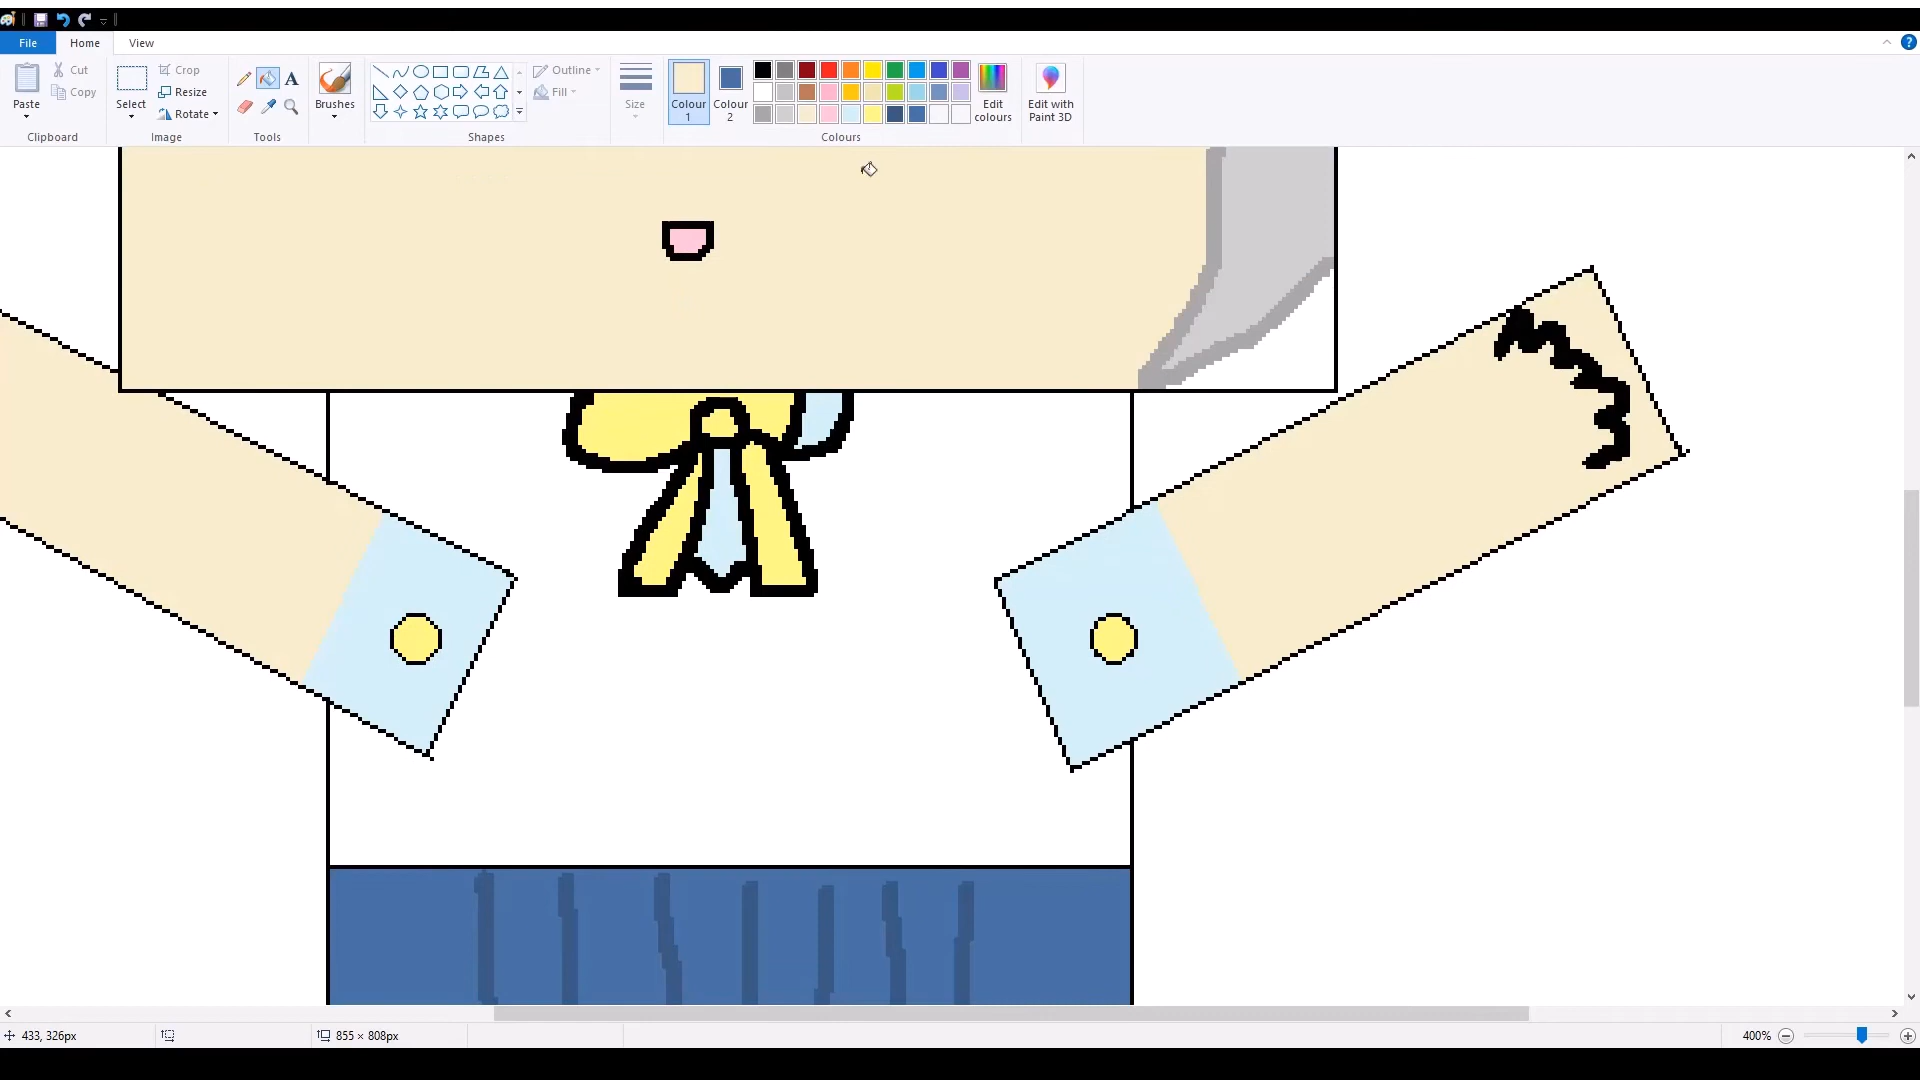 File Home View
Paste
Cut
Copy
Clipboard
Select
Crop
Resize
Rotate
Image
A
Tools
Brushes
Shapes
Outline
Fill
Size
Colour
1
Colour
2
Edit
colours
Colours
Edit with
Paint 3D
?
433, 326px
855 × 808px
400%